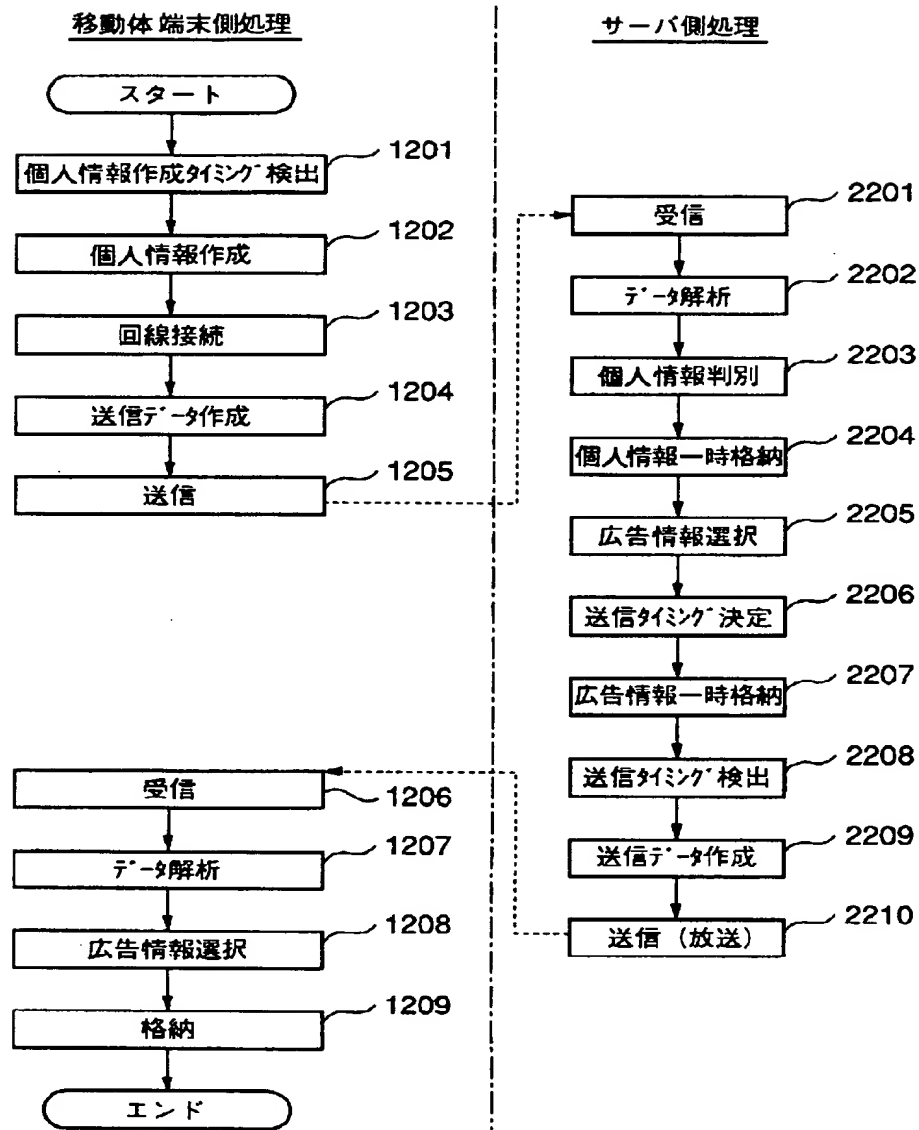 移動体端末側処理
スタート
個人情報作成タイミング検出
1201
個人情報作成
1202
回線接続
1203
送信データ作成
1204
送信
1205
受信
1206
データ解析
1207
広告情報選択
1208
格納
1209
エンド
サーバ側処理
受信
2201
データ解析
2202
個人情報判別
2203
個人情報一時格納
2204
広告情報選択
2205
送信タイミング決定
2206
広告情報一時格納
2207
送信タイミング検出
2208
送信データ作成
2209
送信（放送）
2210